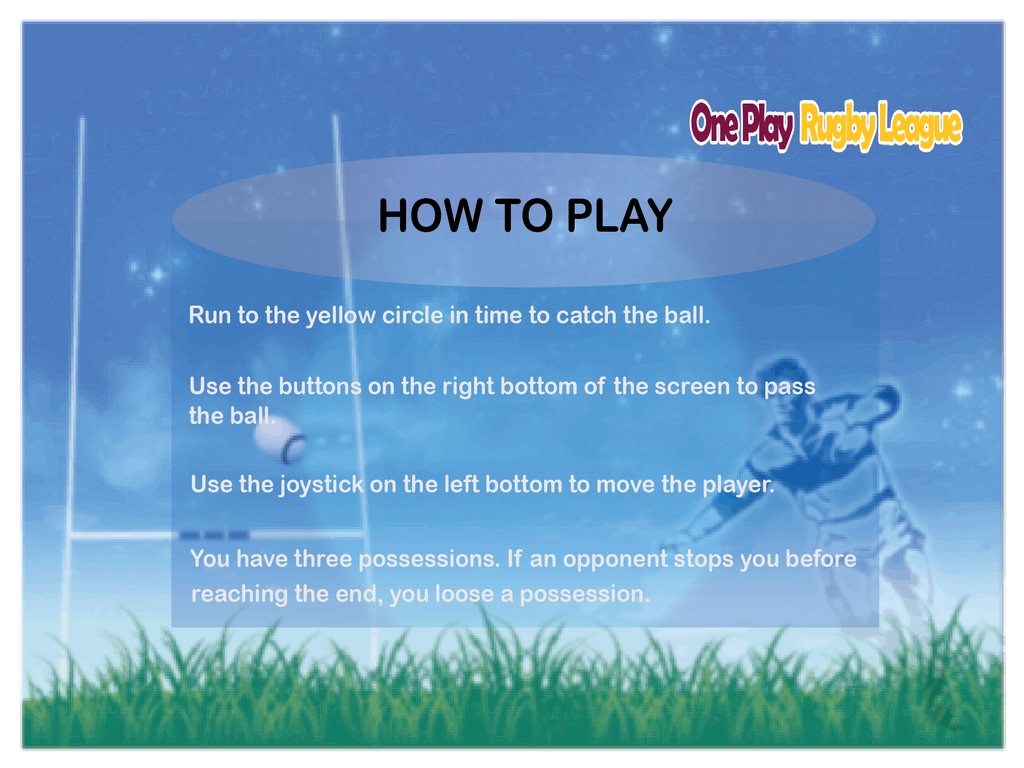 One Play Rugby League
HOW TO PLAY
Run to the yellow circle in time to catch the ball.
Use the buttons on the right bottom of the screen to pass
the ball.
Use the joystick on the left bottom to move the player.
You have three possessions. If an opponent stops you before
reaching the end, you loose a possession.